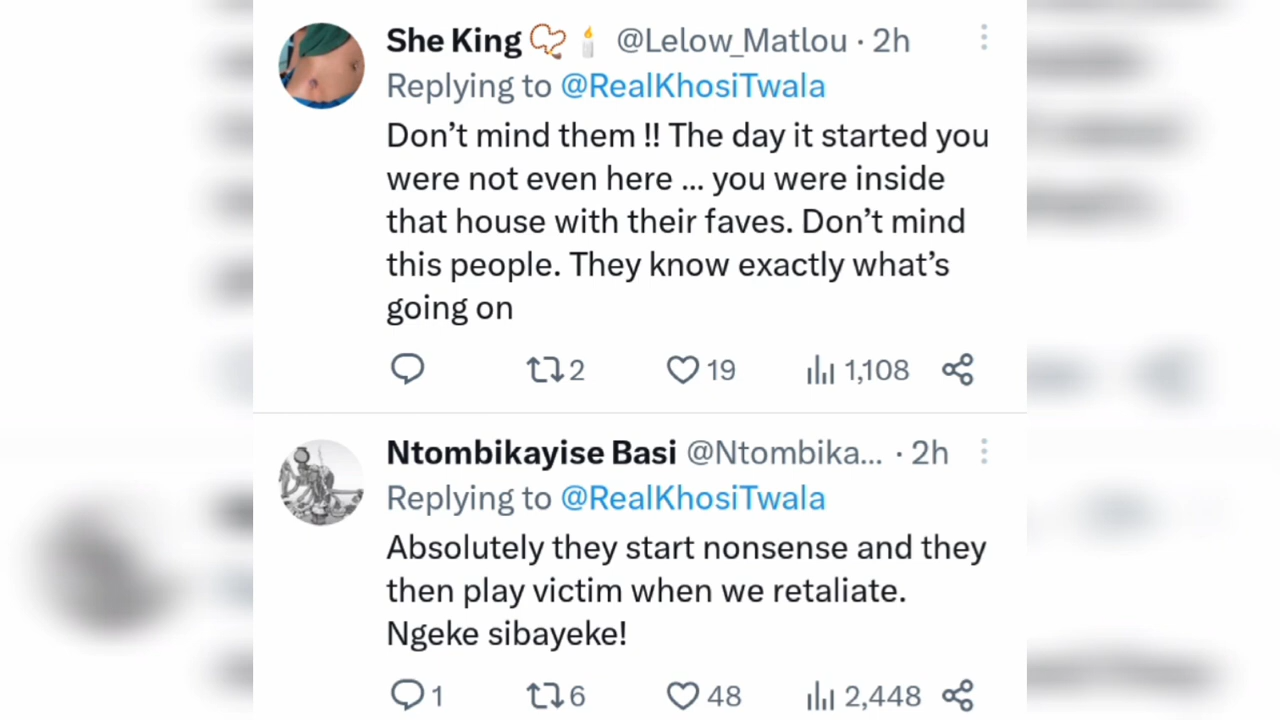 She King 📿🕯️ @Lelow_Matlou · 2h
Replying to @RealKhosiTwala
Don’t mind them !! The day it started you
were not even here ... you were inside
that house with their faves. Don’t mind
this people. They know exactly what’s
going on
2 19 1,108
Ntombikayise Basi @Ntombika... · 2h
Replying to @RealKhosiTwala
Absolutely they start nonsense and they
then play victim when we retaliate.
Ngeke sibayeke!
1 6 48 2,448